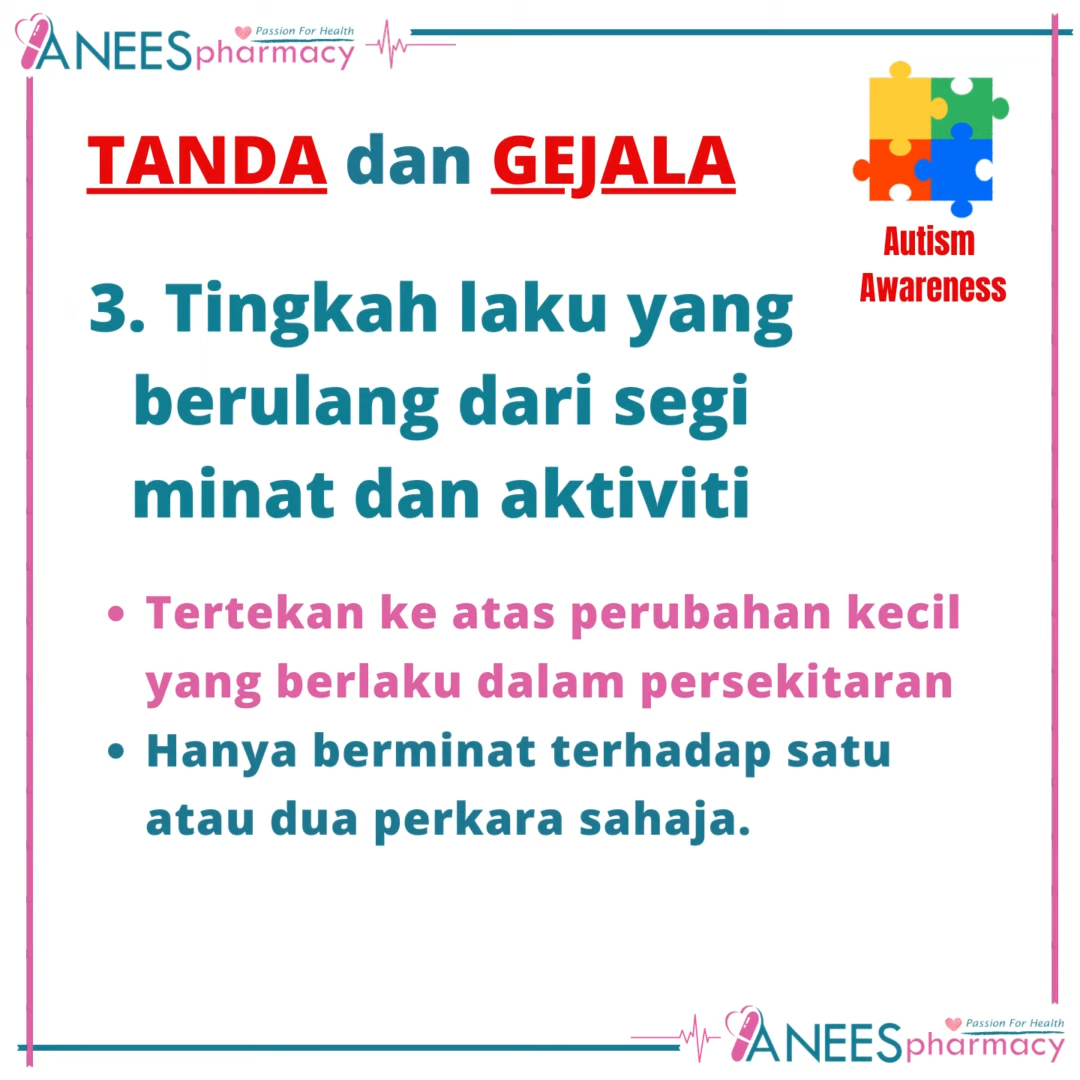 Passion For Health
ANEES pharmacy
TANDA dan GEJALA
Autism
Awareness
3. Tingkah laku yang
berulang dari segi
minat dan aktiviti
• Tertekan ke atas perubahan kecil
yang berlaku dalam persekitaran
• Hanya berminat terhadap satu
atau dua perkara sahaja.
Passion For Health
ANEES pharmacy